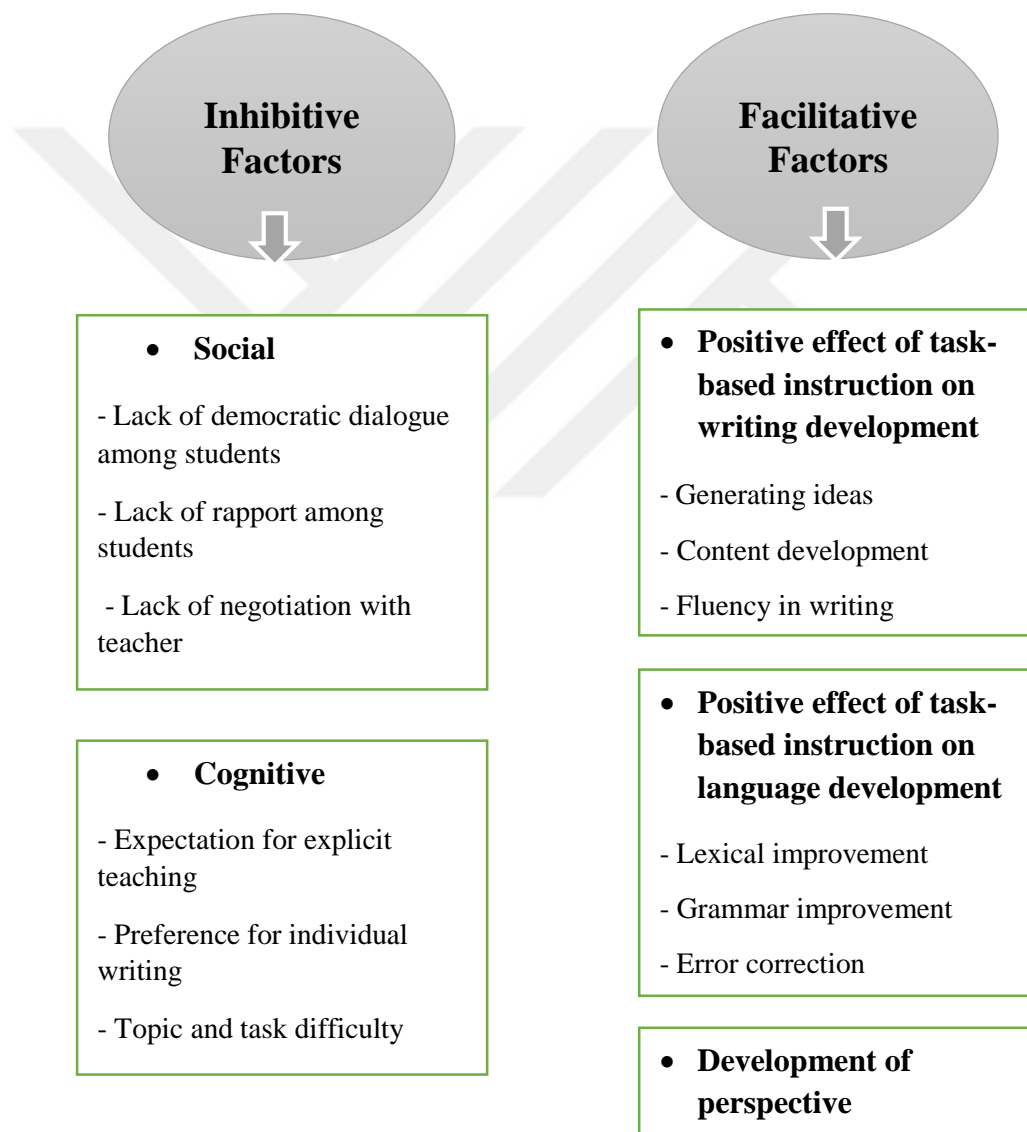 Inhibitive
Factors
• Social
- Lack of democratic dialogue
among students
- Lack of rapport among
students
- Lack of negotiation with
teacher
• Cognitive
- Expectation for explicit
teaching
- Preference for individual
writing
- Topic and task difficulty
Facilitative
Factors
• Positive effect of task-
based instruction on
writing development
- Generating ideas
- Content development
- Fluency in writing
• Positive effect of task-
based instruction on
language development
- Lexical improvement
- Grammar improvement
- Error correction
• Development of
perspective